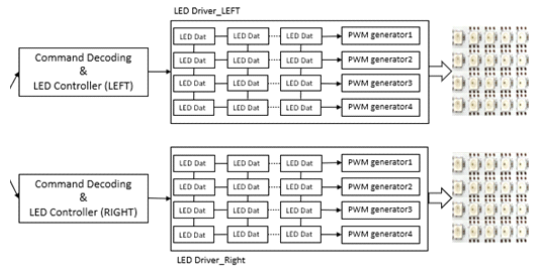 LED Driver_LEFT
Command Decoding
&
LED Controller (LEFT)
LED Dat LED Dat LED Dat PWM generator1
LED Dat LED Dat LED Dat PWM generator2
LED Dat LED Dat LED Dat PWM generator3
LED Dat LED Dat LED Dat PWM generator4
Command Decoding
&
LED Controller (RIGHT)
LED Dat LED Dat LED Dat PWM generator1
LED Dat LED Dat LED Dat PWM generator2
LED Dat LED Dat LED Dat PWM generator3
LED Dat LED Dat LED Dat PWM generator4
LED Driver_Right